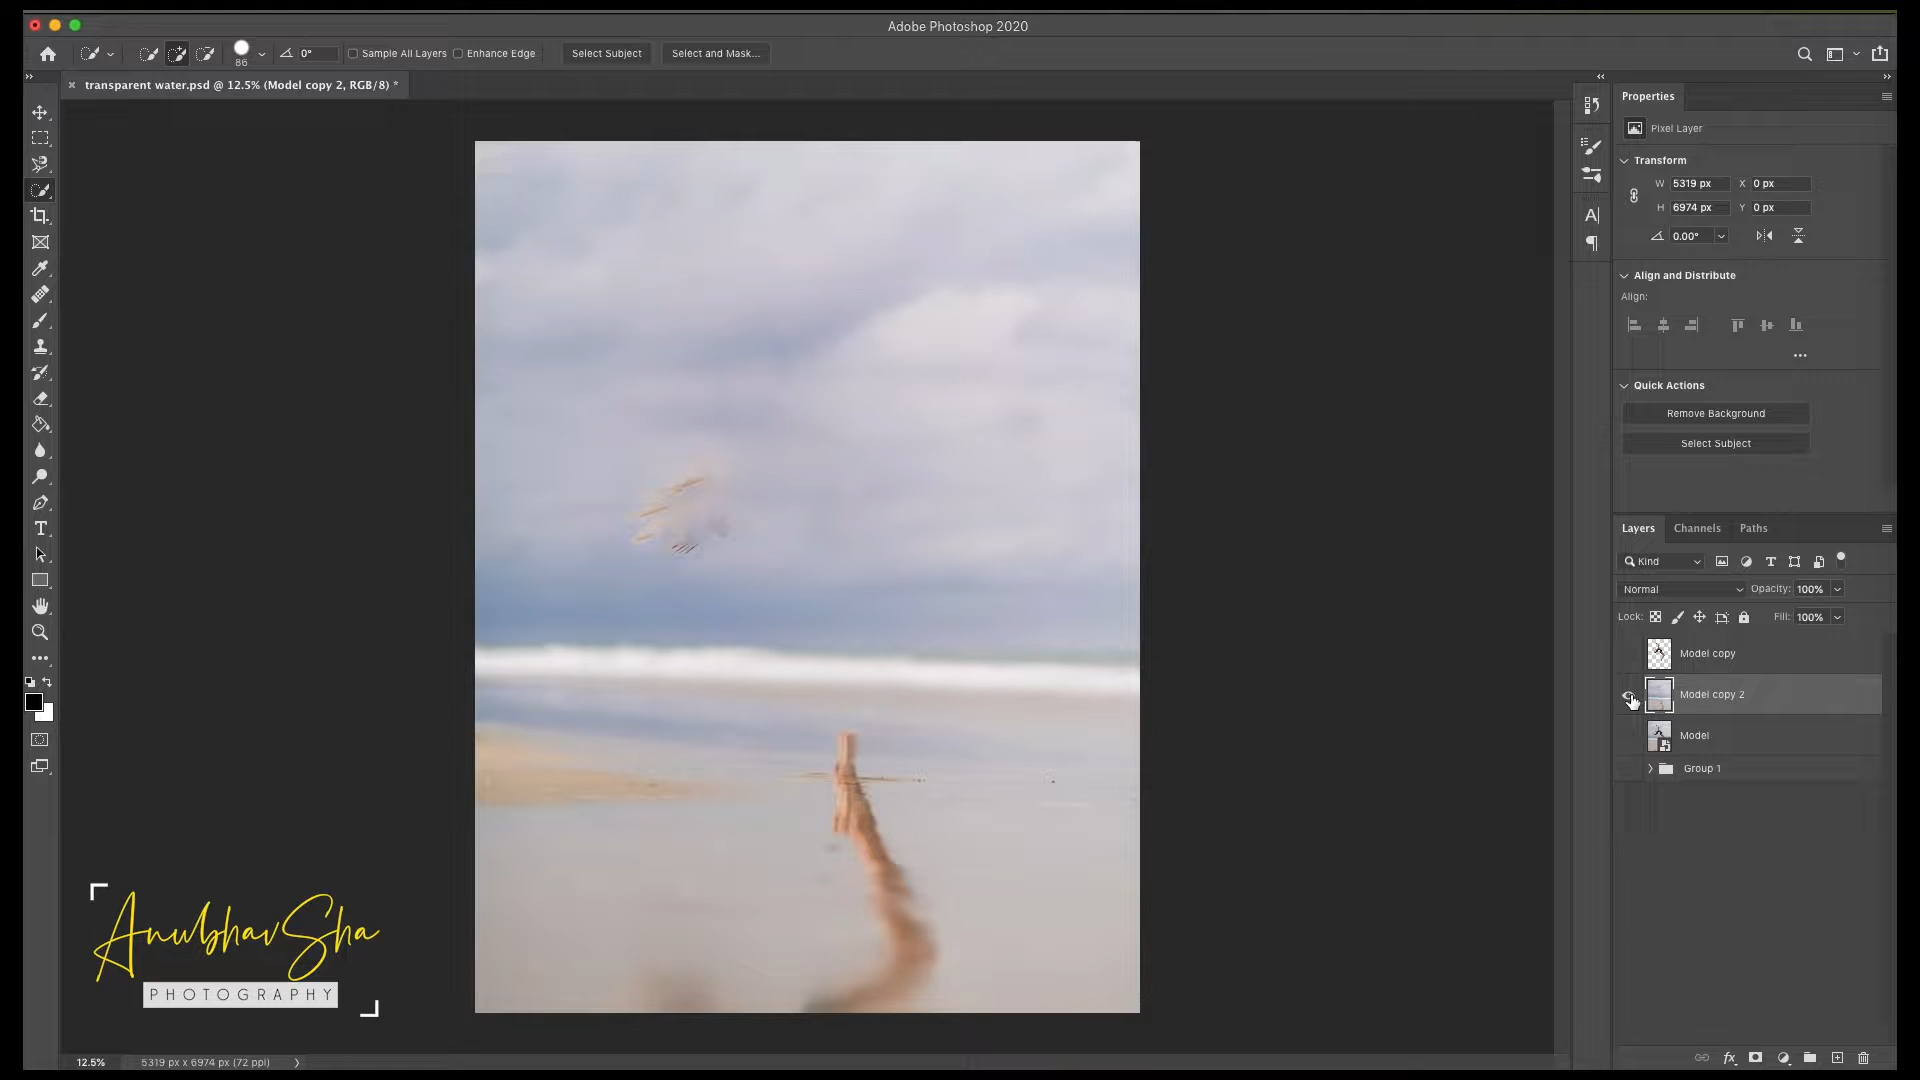 Adobe Photoshop 2020
86
0°
Sample All Layers
Enhance Edge
Select Subject
Select and Mask...
transparent water.psd @ 12.5% (Model copy 2, RGB/8) *
Properties
Pixel Layer
Transform
W 5319 px X 0 px
H 6974 px Y 0 px
0.00°
Align and Distribute
Align:
Quick Actions
Remove Background
Select Subject
Layers Channels Paths
Kind
Normal Opacity: 100%
Lock: Fill: 100%
Model copy
Model copy 2
Model
Group 1
AnubhavSha
PHOTOGRAPHY
12.5% 5319 px x 6974 px (72 ppi)